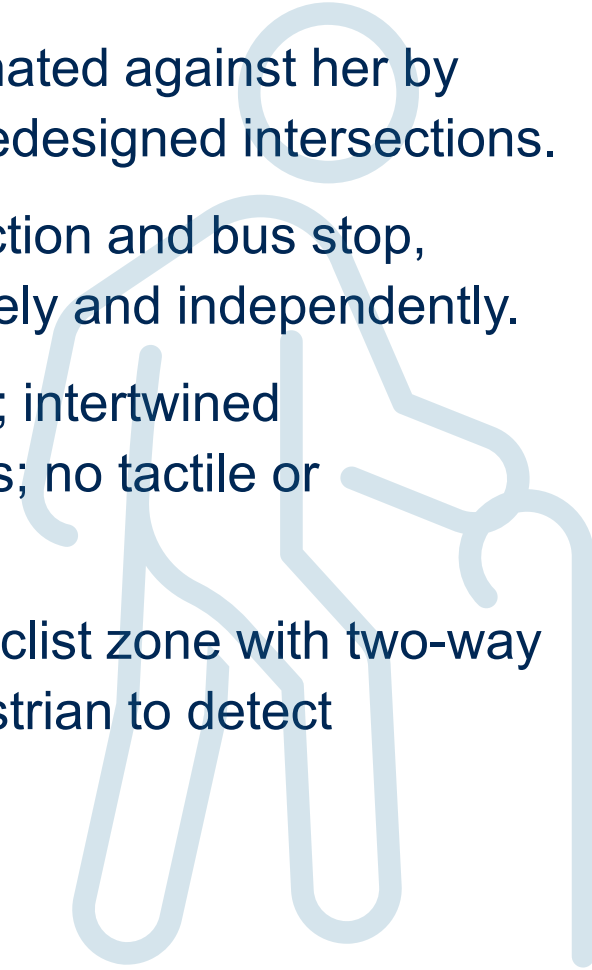 nated against her by
edesigned intersections.
ction and bus stop,
ely and independently.
; intertwined
s; no tactile or
clist zone with two-way
strian to detect